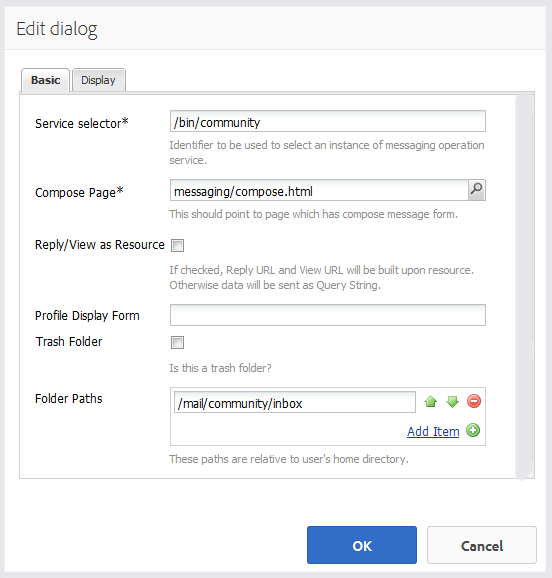 Edit dialog
Basic Display
Service selector* /bin/community
Identifier to be used to select an instance of messaging operation
service.
Compose Page* messaging/compose.html
This should point to page which has compose message form.
Reply/View as Resource
If checked, Reply URL and View URL will be built upon resource.
Otherwise data will be sent as Query String.
Profile Display Form
Trash Folder
Is this a trash folder?
Folder Paths /mail/community/inbox
Add Item
These paths are relative to user's home directory.
OK Cancel